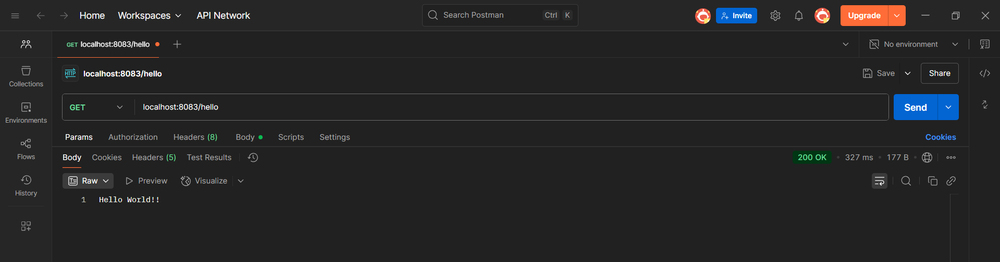 Home Workspaces API Network Search Postman Ctrl K Invite Upgrade
GET localhost:8083/hello No environment
HTTP localhost:8083/hello Save Share
Collections
GET localhost:8083/hello Send
Environments
Params Authorization Headers (8) Body Scripts Settings Cookies
Flows
Body Cookies Headers (5) Test Results 200 OK • 327 ms • 177 B
Raw Preview Visualize
History
1 Hello World!!